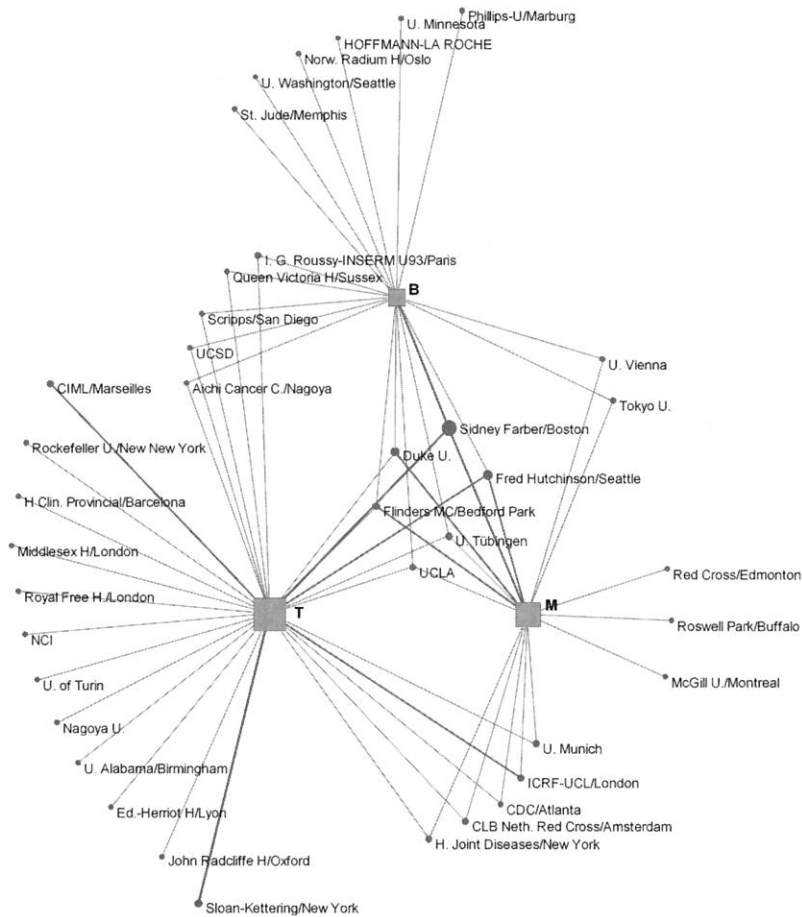 Phillips-U/Marburg
U. Minnesota
HOFFMANN-LA ROCHE
Norw. Radium H/Oslo
U. Washington/Seattle
St. Jude/Memphis
I. G. Roussy-INSERM U93/Paris
Queen Victoria H/Sussex
B
Scripps/San Diego
UCSD
U. Vienna
CIML/Marseilles
Aichi Cancer C./Nagoya
Tokyo U.
Sidney Farber/Boston
Rockefeller U./New New York
Duke U.
Fred Hutchinson/Seattle
H.Clin. Provincial/Barcelona
Flinders MC/Bedford Park
U. Tübingen
Middlesex H/London
UCLA
Red Cross/Edmonton
Royal Free H./London
T
M
Roswell Park/Buffalo
NCI
U. of Turin
McGill U./Montreal
Nagoya U.
U. Munich
U. Alabama/Birmingham
ICRF-UCL/London
Ed.-Herriot H/Lyon
CDC/Atlanta
CLB Neth. Red Cross/Amsterdam
H. Joint Diseases/New York
John Radcliffe H/Oxford
Sloan-Kettering/New York